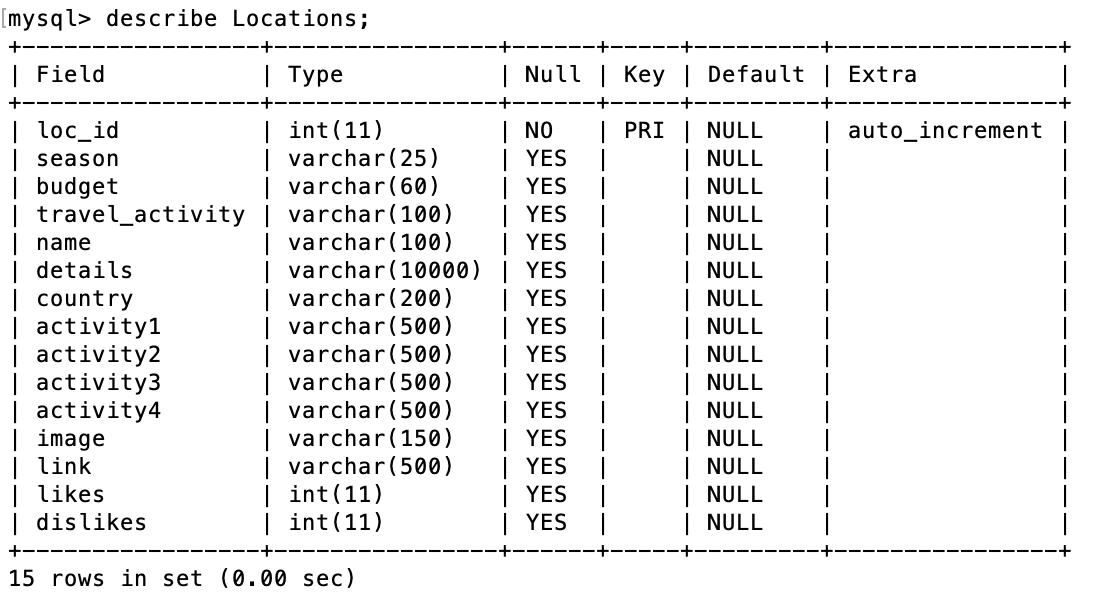 [mysql> describe Locations;
+------------------+----------------+------+-----+---------+----------------+
| Field            | Type           | Null | Key | Default | Extra          |
+------------------+----------------+------+-----+---------+----------------+
| loc_id           | int(11)        | NO   | PRI | NULL    | auto_increment |
| season           | varchar(25)    | YES  |     | NULL    |                |
| budget           | varchar(60)    | YES  |     | NULL    |                |
| travel_activity  | varchar(100)   | YES  |     | NULL    |                |
| name             | varchar(100)   | YES  |     | NULL    |                |
| details          | varchar(10000) | YES  |     | NULL    |                |
| country          | varchar(200)   | YES  |     | NULL    |                |
| activity1        | varchar(500)   | YES  |     | NULL    |                |
| activity2        | varchar(500)   | YES  |     | NULL    |                |
| activity3        | varchar(500)   | YES  |     | NULL    |                |
| activity4        | varchar(500)   | YES  |     | NULL    |                |
| image            | varchar(150)   | YES  |     | NULL    |                |
| link             | varchar(500)   | YES  |     | NULL    |                |
| likes            | int(11)        | YES  |     | NULL    |                |
| dislikes         | int(11)        | YES  |     | NULL    |                |
+------------------+----------------+------+-----+---------+----------------+
15 rows in set (0.00 sec)